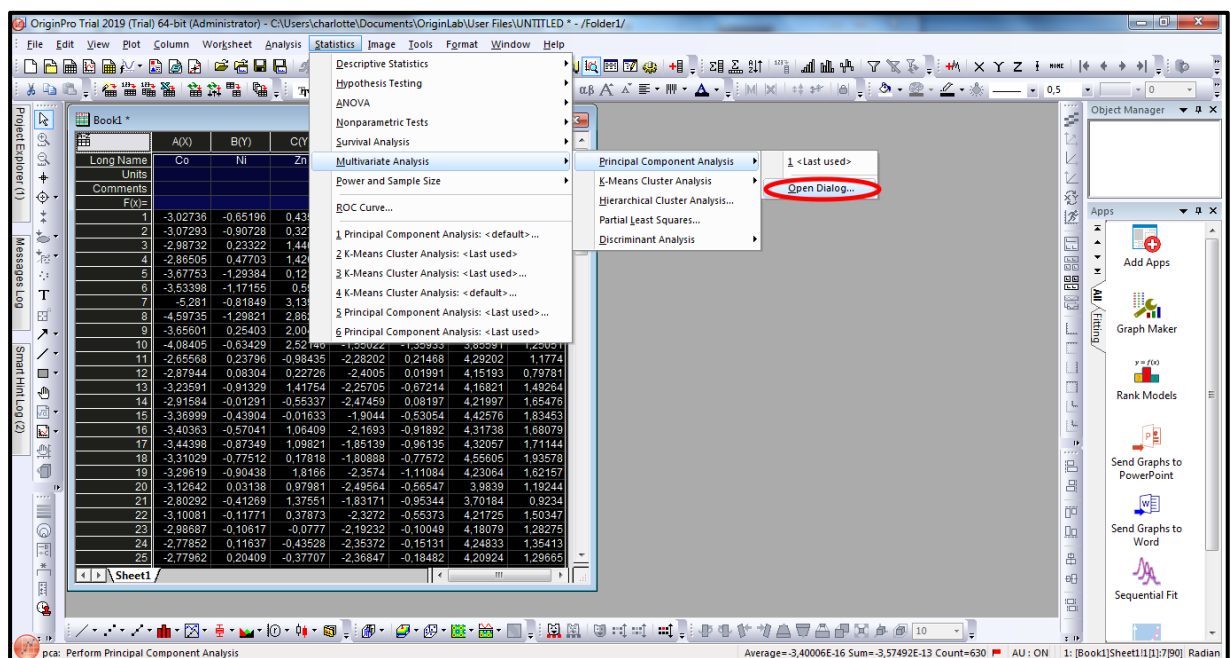 OriginPro Trial 2019 (Trial) 64-bit (Administrator) - C:\Users\charlotte\Documents\OriginLab\User Files\UNTITLED * - /Folder1/
File Edit View Plot Column Worksheet Analysis Statistics Image Tools Format Window Help
Descriptive Statistics
Hypothesis Testing
ANOVA
Nonparametric Tests
Survival Analysis
Multivariate Analysis
Power and Sample Size
ROC Curve...
1 Principal Component Analysis: <default>...
2 K-Means Cluster Analysis: <Last used>
3 K-Means Cluster Analysis: <Last used>...
4 K-Means Cluster Analysis: <default>...
5 Principal Component Analysis: <Last used>...
6 Principal Component Analysis: <Last used>
Principal Component Analysis
K-Means Cluster Analysis
Hierarchical Cluster Analysis...
Partial Least Squares...
Discriminant Analysis
1 <Last used>
Open Dialog...
X Y Z
0,5
0
Project Explorer (1)
Messages Log
Smart Hint Log (2)
Book1 *
A(X) B(Y) C(Y
Long Name Co Ni Zn
Units
Comments
F(x)=
1 -3,02736 -0,65196
2 -3,07293 -0,90728
3 -2,98732 0,23322
4 -2,86505 0,47703
5 -3,67753 -1,29384
6 -3,53398 -1,17155
7 -5,281 -0,81849
8 -4,59735 -1,29821
9 -3,65601 0,25403
10 -4,08405 -0,63429
11 -2,65568 0,23796 -0,98435 -2,28202 0,21468 4,29202 1,1774
12 -2,87944 0,08304 0,22726 -2,4005 0,01991 4,15193 0,79781
13 -3,23591 -0,91329 1,41754 -2,25705 -0,67214 4,16821 1,49264
14 -2,91584 -0,01291 -0,55337 -2,47459 0,08197 4,21997 1,65476
15 -3,36999 -0,43904 -0,01633 -1,9044 -0,53054 4,42576 1,83453
16 -3,40363 -0,57041 1,06409 -2,1693 -0,91892 4,31738 1,68079
17 -3,44398 -0,87349 1,09821 -1,85139 -0,96135 4,32057 1,71144
18 -3,31029 -0,77512 0,17818 -1,80888 -0,77572 4,55605 1,93578
19 -3,29619 -0,90438 1,8166 -2,3574 -1,11084 4,23064 1,62157
20 -3,12642 0,03138 0,97981 -2,49564 -0,56547 3,9839 1,19244
21 -2,80292 -0,41269 1,37551 -1,83171 -0,95344 3,70184 0,9234
22 -3,10081 -0,11771 0,37873 -2,3272 -0,55373 4,21725 1,50347
23 -2,98687 -0,10617 -0,0777 -2,19232 -0,10049 4,18079 1,28275
24 -2,77852 0,11637 -0,43528 -2,35372 -0,15131 4,24833 1,35413
25 -2,77962 0,20409 -0,37707 -2,36847 -0,18482 4,20924 1,29665
Sheet1
Object Manager
Apps
All
Fitting
Add Apps
Graph Maker
y = f(x)
Rank Models
Send Graphs to
PowerPoint
Send Graphs to
Word
Sequential Fit
10
pca: Perform Principal Component Analysis
Average=-3,40006E-16 Sum=-3,57492E-13 Count=630 AU : ON 1: [Book1]Sheet1!1[1]:7[90] Radian